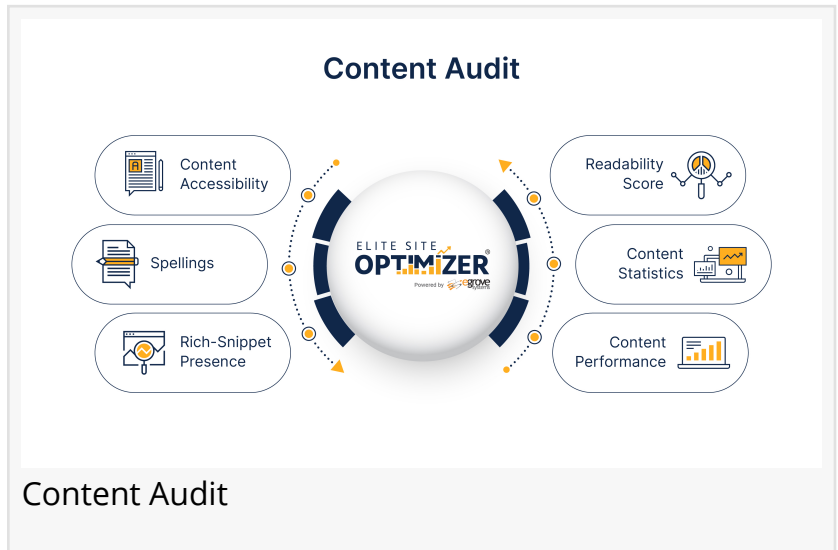 Content Audit
Content
Accessibility
Spellings
Rich-Snippet
Presence
ELITE SITE
OPTIMIZER®
Powered by egrove
systems
Readability
Score
Content
Statistics
Content
Performance
Content Audit